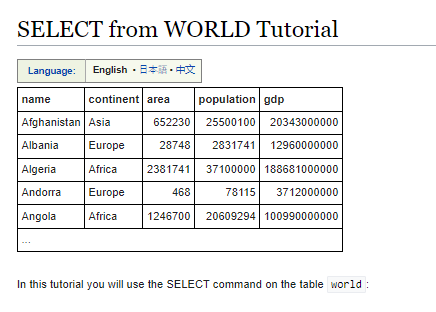 SELECT from WORLD Tutorial
Language: English • 日本語 • 中文
name continent area population gdp
Afghanistan Asia 652230 25500100 20343000000
Albania Europe 28748 2831741 12960000000
Algeria Africa 2381741 37100000 188681000000
Andorra Europe 468 78115 3712000000
Angola Africa 1246700 20609294 100990000000
...
In this tutorial you will use the SELECT command on the table world: